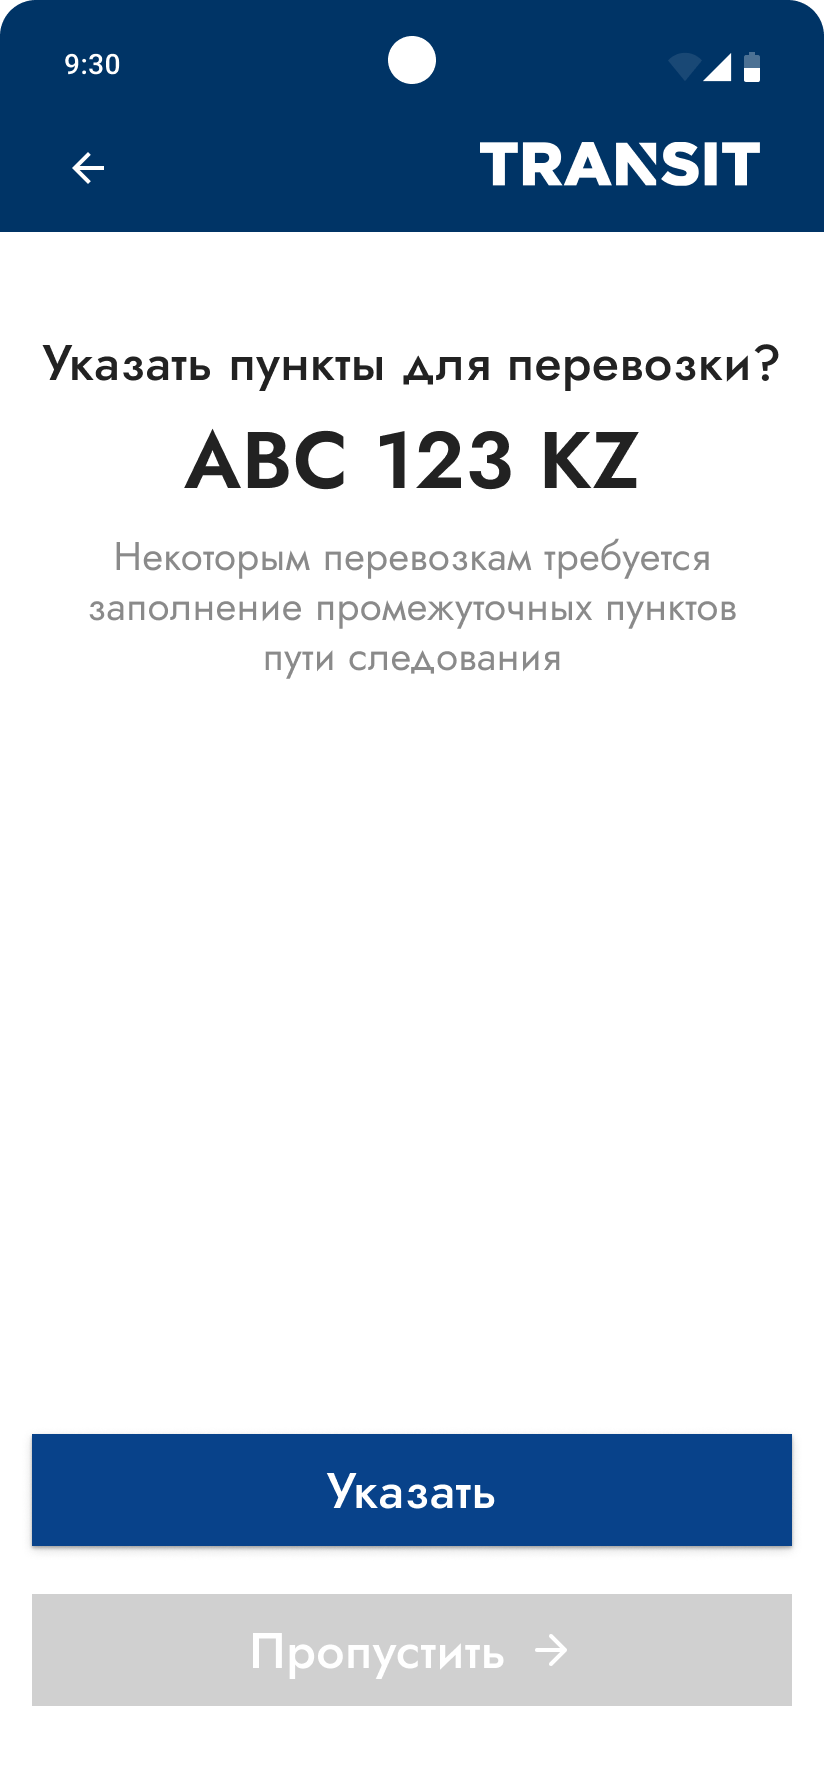 9:30
TRANSIT
Указать пункты для перевозки?
ABC 123 KZ
Некоторым перевозкам требуется
заполнение промежуточных пунктов
пути следования
Указать
Пропустить